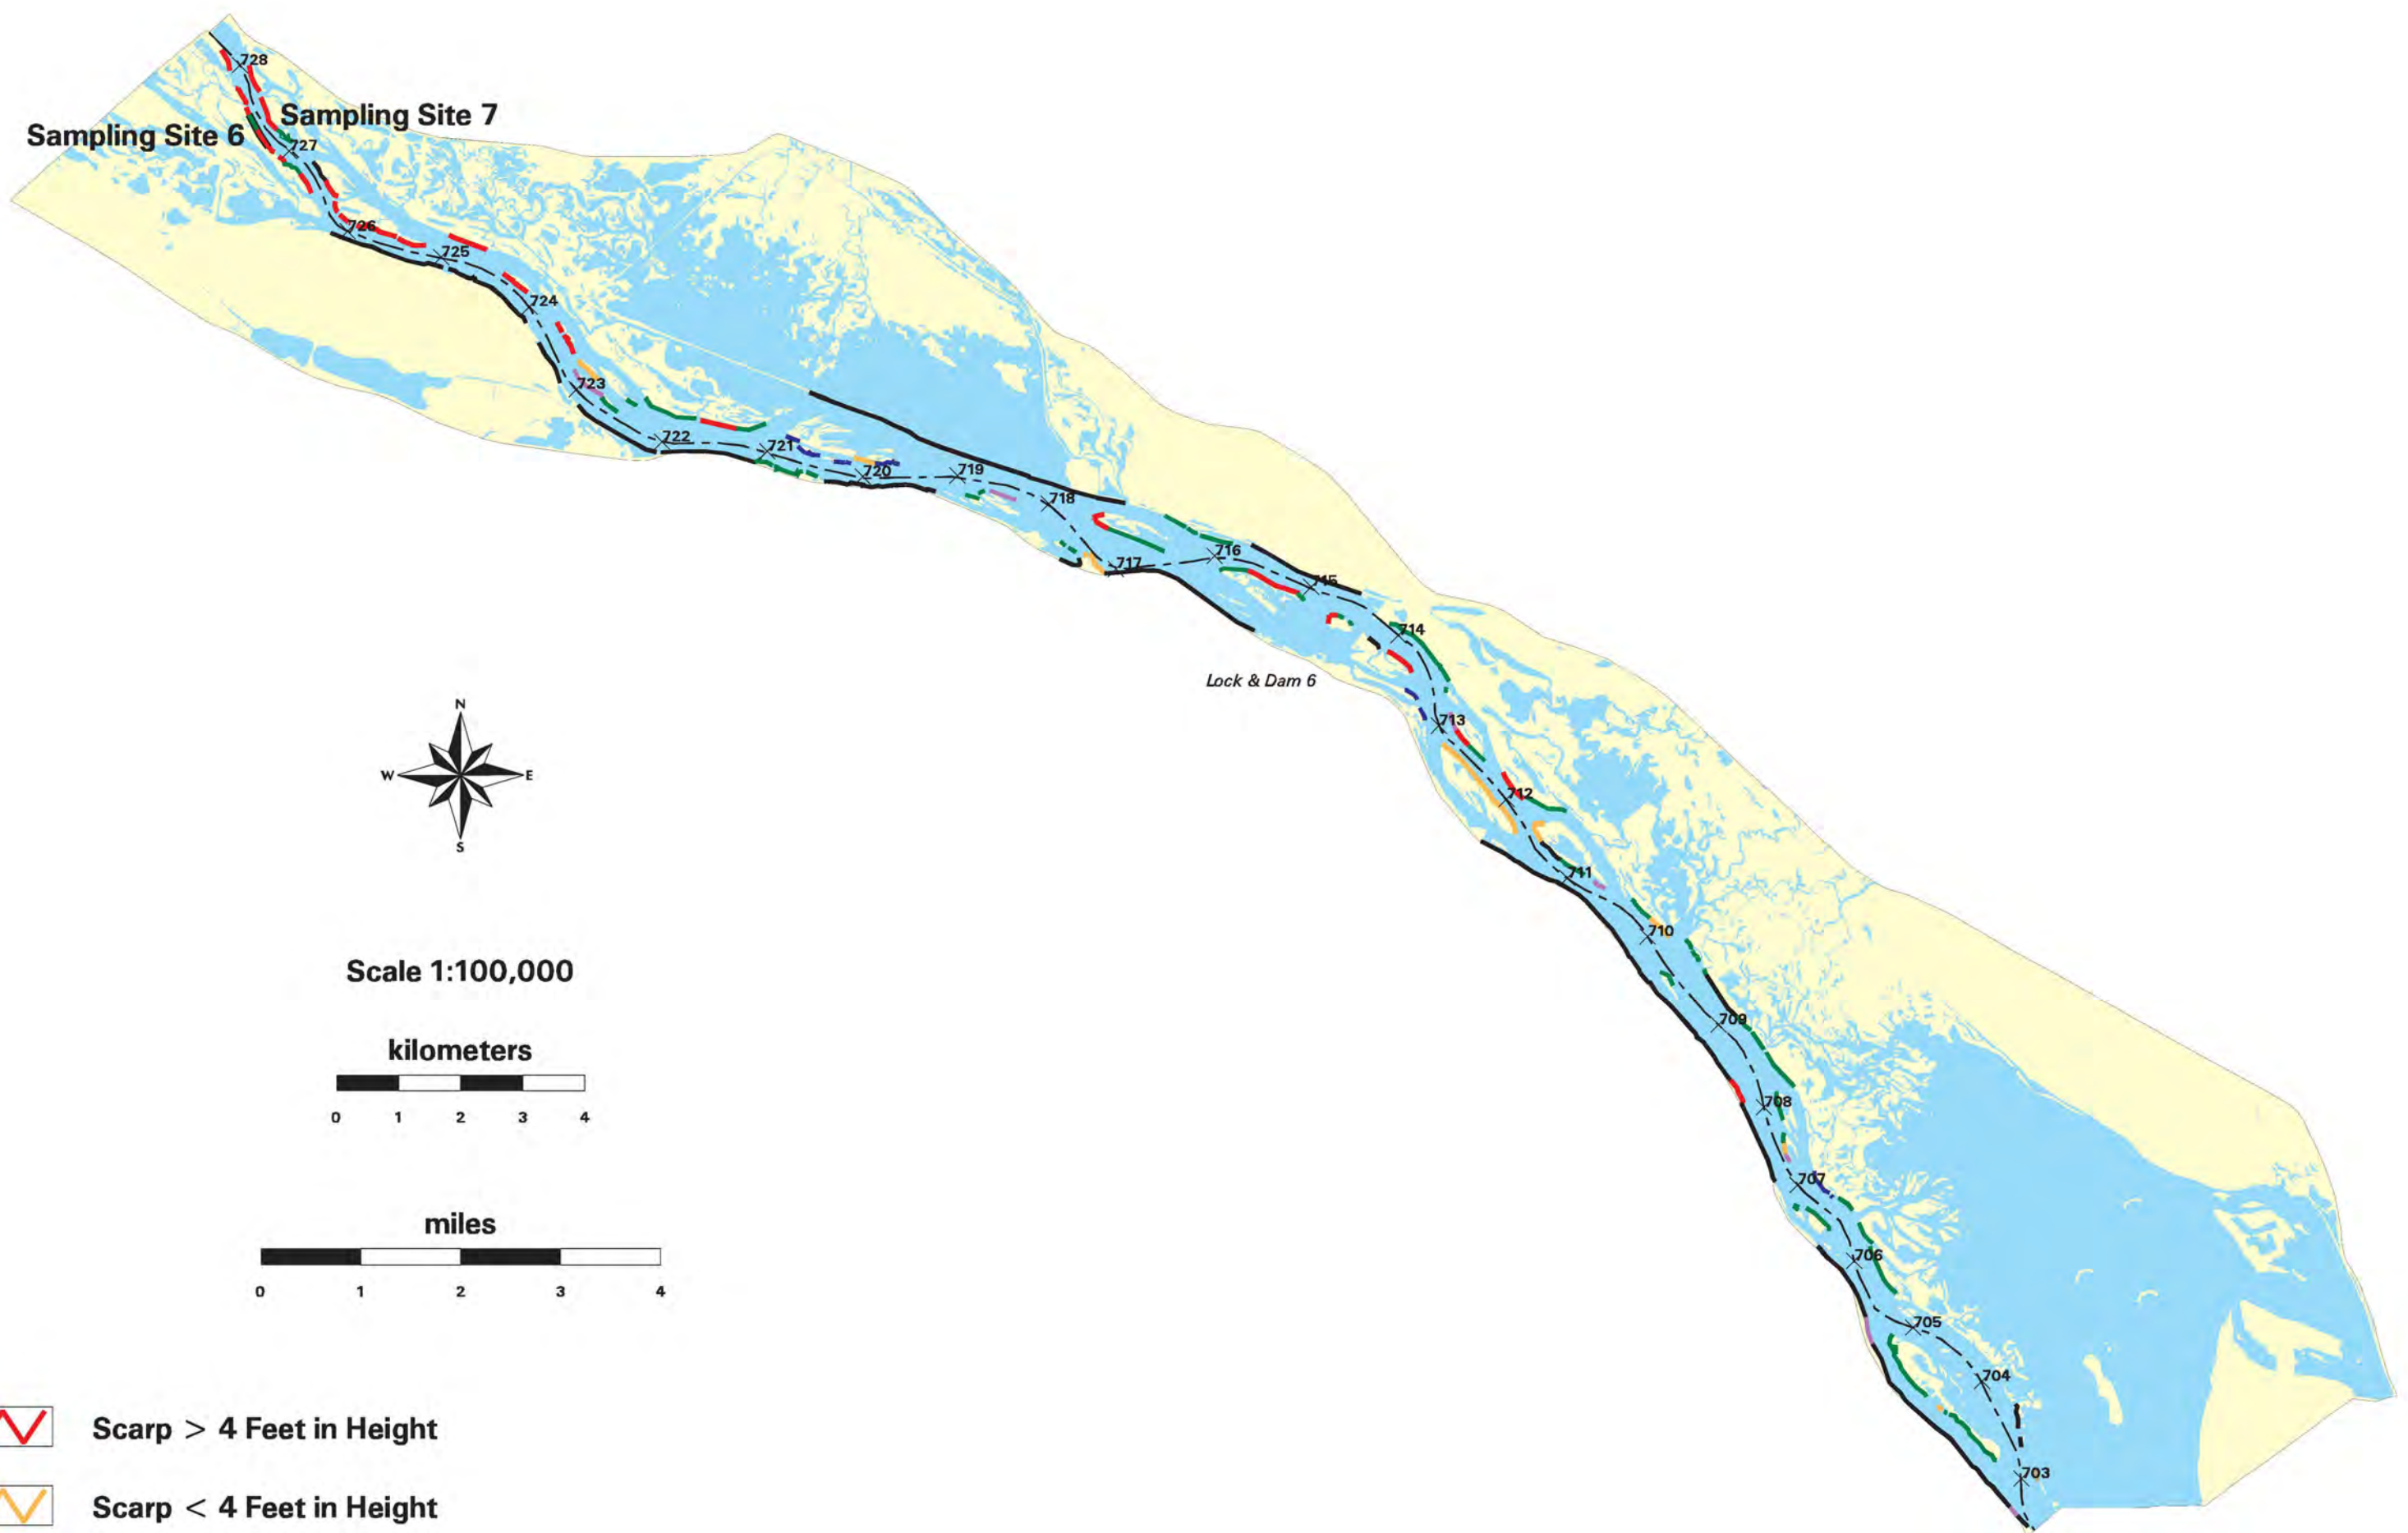 728
Sampling Site 7
Sampling Site 6
727
726
725
724
723
722
721
720
719
718
717
716
715
714
Lock & Dam 6
713
712
711
710
709
708
707
706
705
704
703
N
W
E
S
Scale 1:100,000
kilometers
0 1 2 3 4
miles
0 1 2 3 4
Scarp > 4 Feet in Height
Scarp < 4 Feet in Height